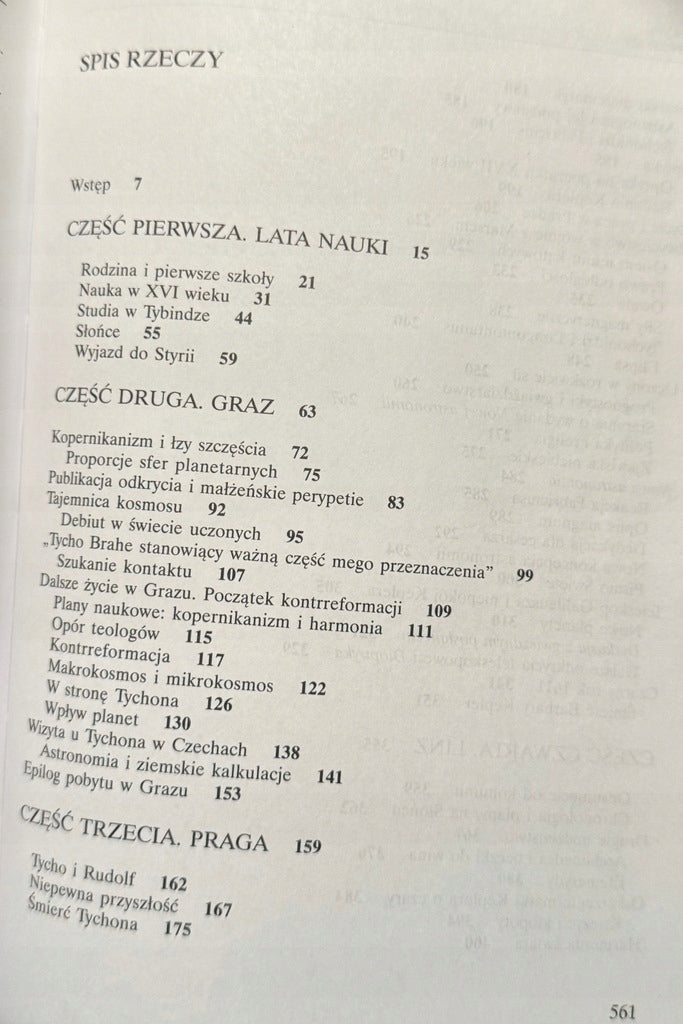 SPIS RZECZY
Wstęp 7
CZĘŚĆ PIERWSZA. LATA NAUKI 15
Rodzina i pierwsze szkoły 21
Nauka w XVI wieku 31
Studia w Tybindze 44
Słońce 55
Wyjazd do Styrii 59
CZĘŚĆ DRUGA. GRAZ 63
Kopernikanizm i łzy szczęścia 72
Proporcje sfer planetarnych 75
Publikacja odkrycia i małżeńskie perypetie 83
Tajemnica kosmosu 92
Debiut w świecie uczonych 95
„Tycho Brahe stanowiący ważną część mego przeznaczenia” 99
Szukanie kontaktu 107
Dalsze życie w Grazu. Początek kontrreformacji 109
Plany naukowe: kopernikanizm i harmonia 111
Opór teologów 115
Kontrreformacja 117
Makrokosmos i mikrokosmos 122
W stronę Tychona 126
Wpływ planet 130
Wizyta u Tychona w Czechach 138
Astronomia i ziemskie kalkulacje 141
Epilog pobytu w Grazu 153
CZĘŚĆ TRZECIA. PRAGA 159
Tycho i Rudolf 162
Niepewna przyszłość 167
Śmierć Tychona 175
561